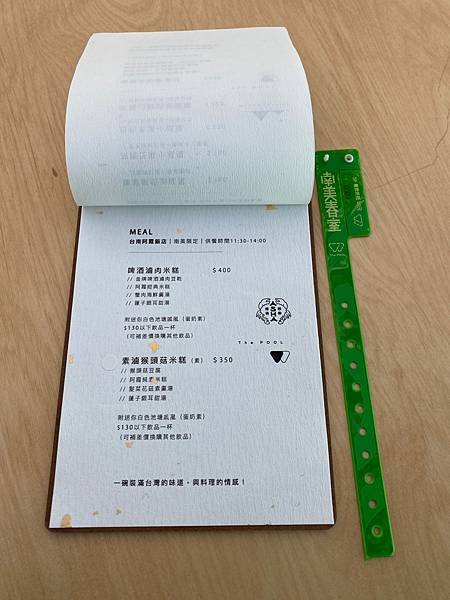 MEAL
台南阿霞飯店｜南美限定｜供餐時間11:30-14:00
啤酒滷肉米糕 $400
// 金牌啤酒滷肉豆乾
// 阿霞經典米糕
// 蟹肉海鮮羹湯
// 蓮子銀耳甜湯
附送你白色池塘戚風（蛋奶素）
$130以下飲品一杯
（可補差價換購其他飲品）
The POOL
素滷猴頭菇米糕（素） $350
// 猴頭菇豆腐
// 阿霞純素米糕
// 髮菜花菇素羹湯
// 蓮子銀耳甜湯
附送你白色池塘戚風（蛋奶素）
$130以下飲品一杯
（可補差價換購其他飲品）
一碗裝滿台灣的味道，與料理的情感！
南美春室
The POOL